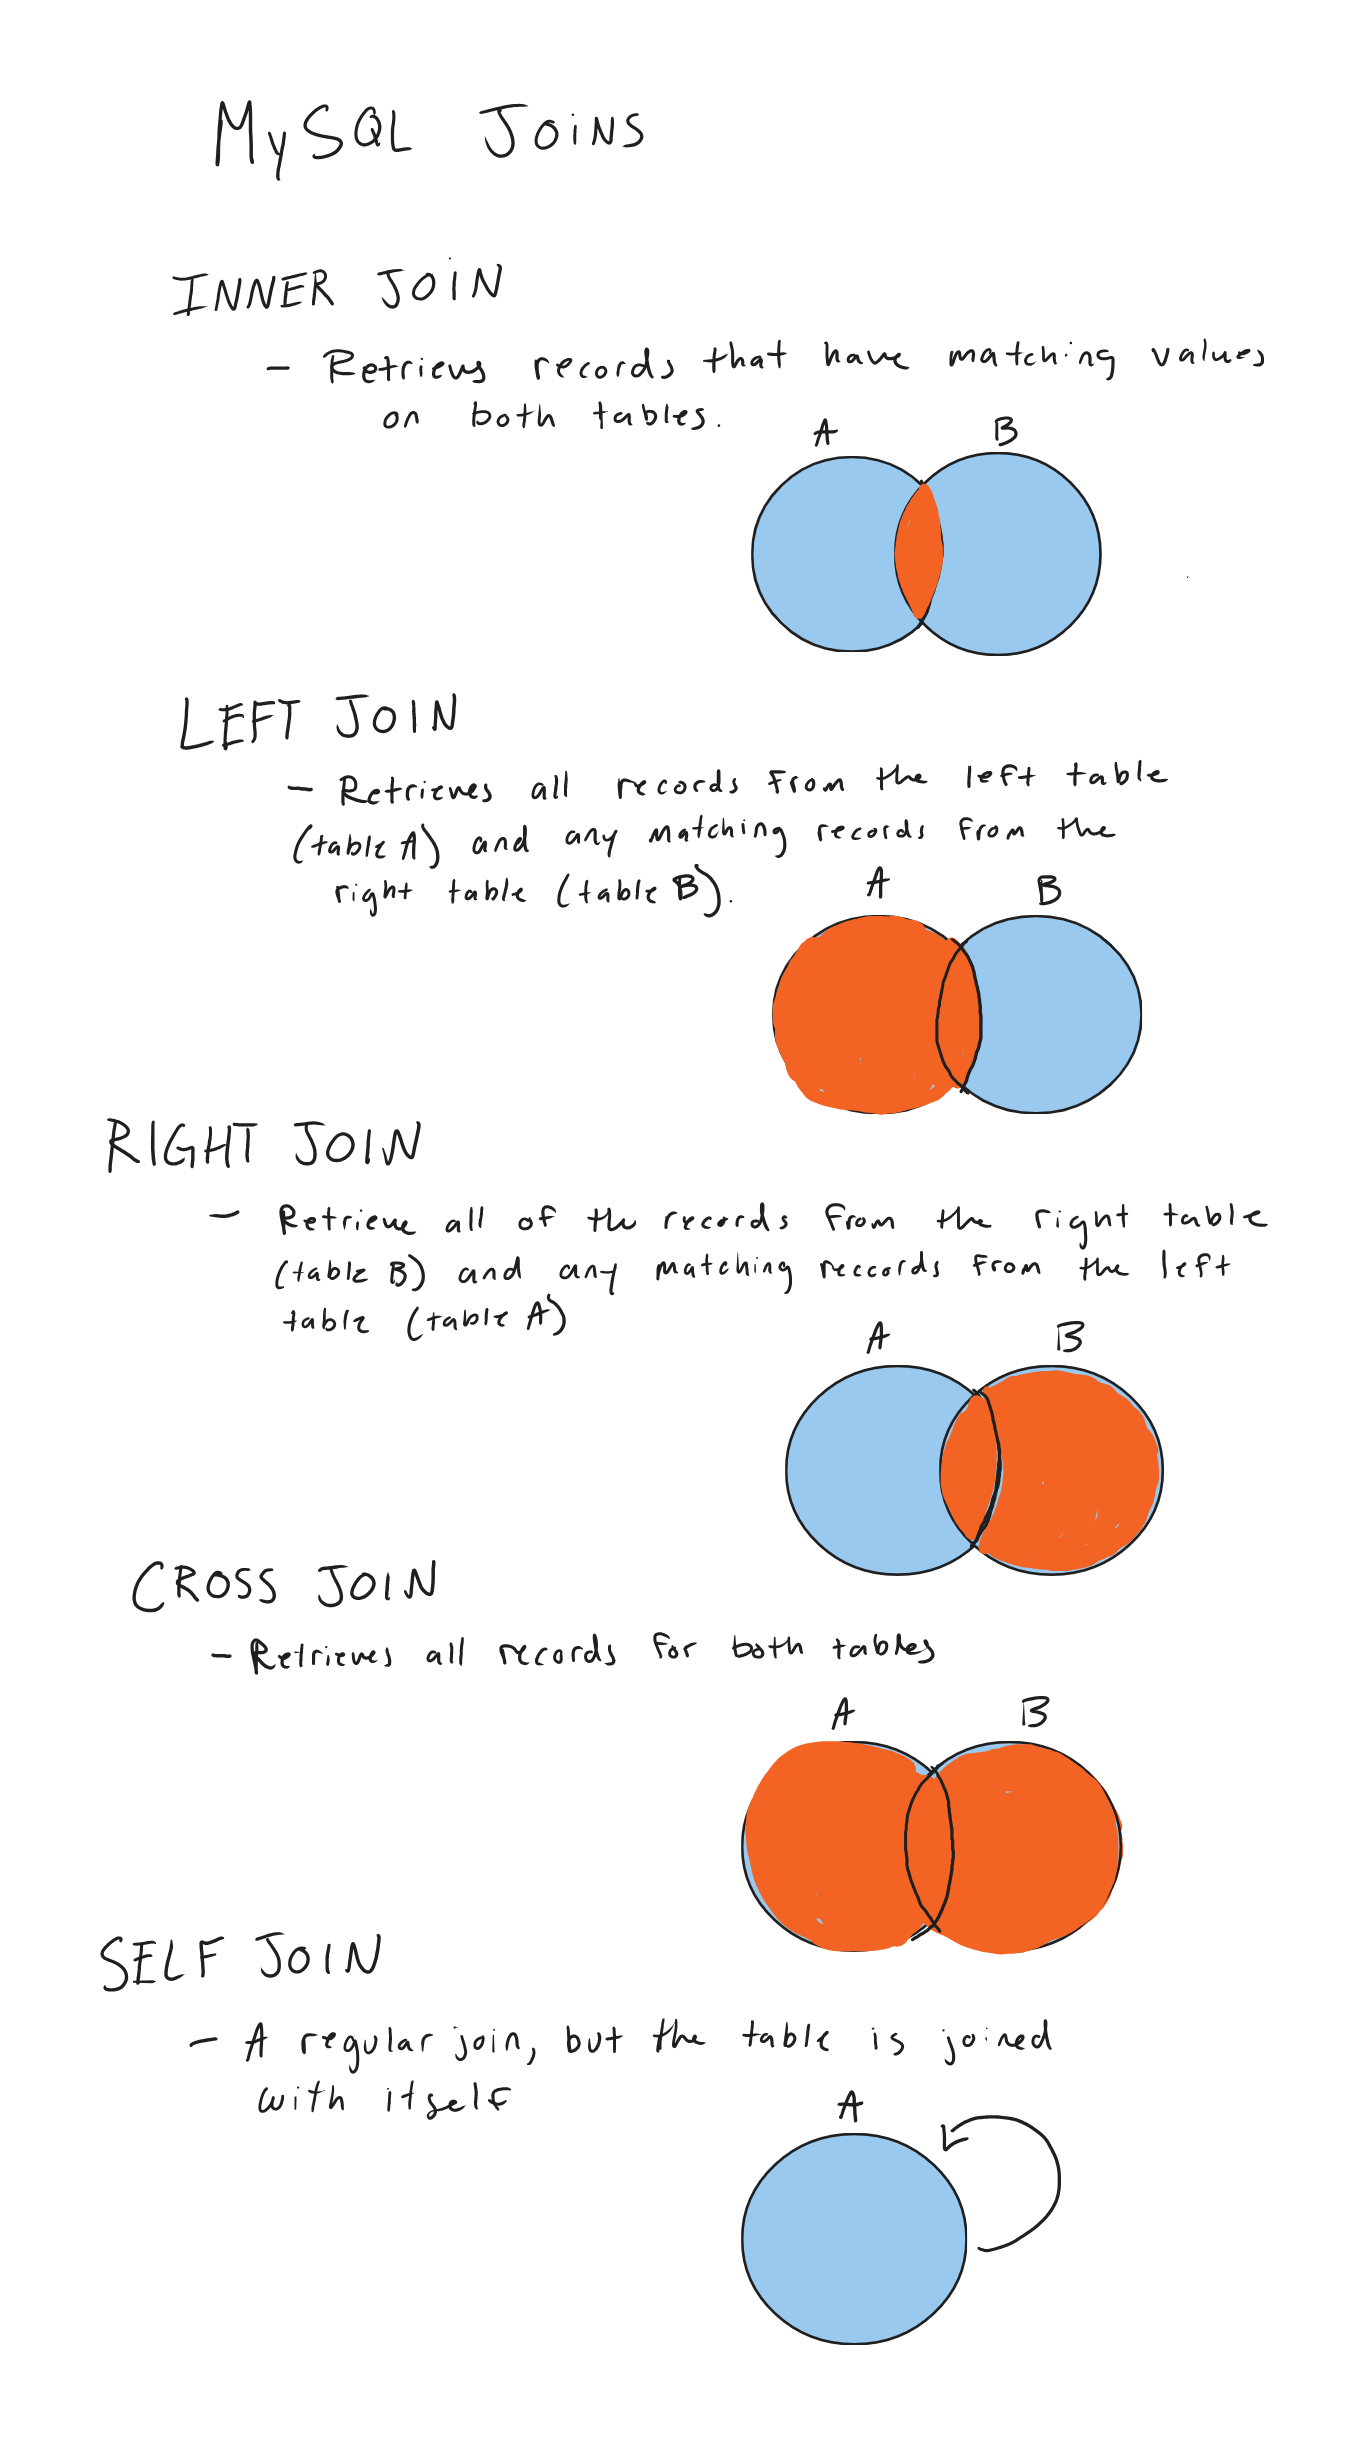 MySQL Joins
INNER JOIN
- Retrievs records that have matching values
on both tables.
A B
LEFT JOIN
- Retrieves all records from the left table
(table A) and any matching records from the
right table (table B).
A B
RIGHT JOIN
- Retrieve all of the records from the right table
(table B) and any matching reccords from the left
table (table A)
A B
CROSS JOIN
- Retrieves all records for both tables
A B
SELF JOIN
- A regular join, but the table is joined
with itself
A